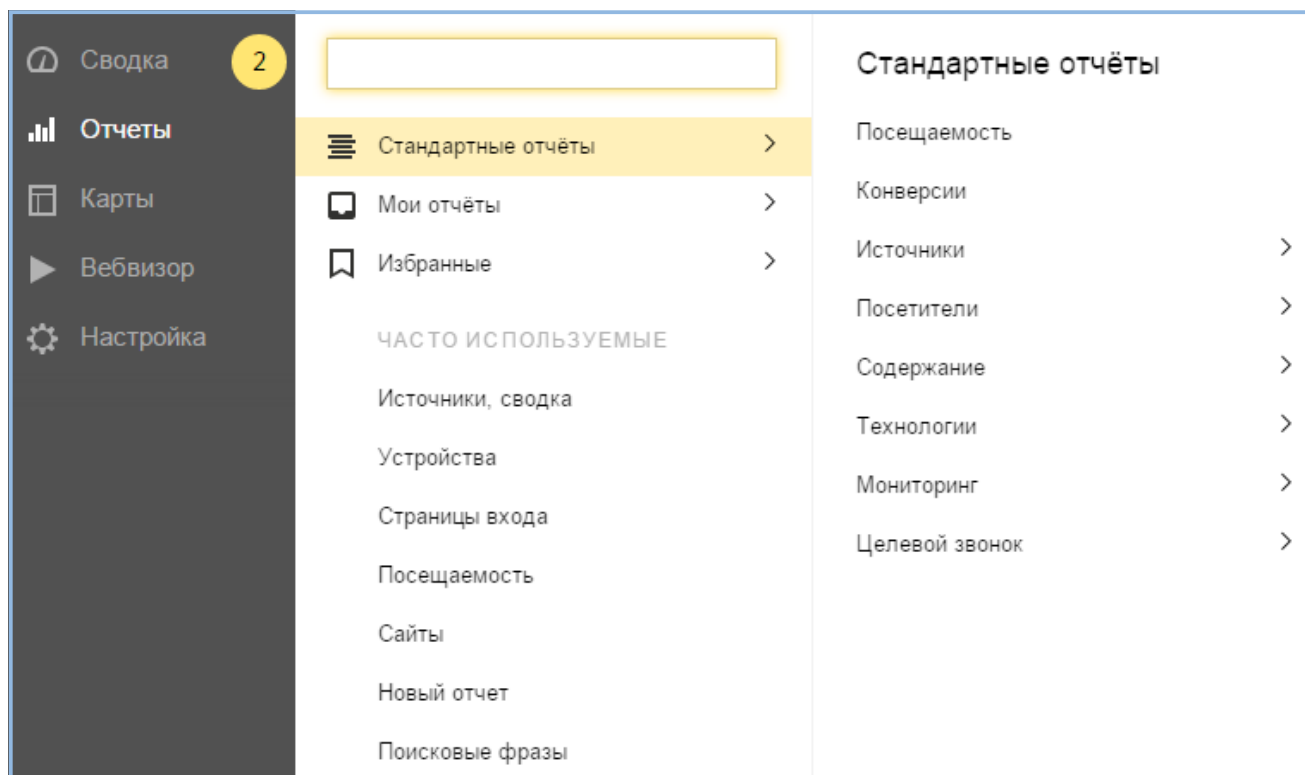 Сводка
2
Отчеты
Карты
Вебвизор
Настройка
Стандартные отчёты
Мои отчёты
Избранные
ЧАСТО ИСПОЛЬЗУЕМЫЕ
Источники, сводка
Устройства
Страницы входа
Посещаемость
Сайты
Новый отчет
Поисковые фразы
Стандартные отчёты
Посещаемость
Конверсии
Источники
Посетители
Содержание
Технологии
Мониторинг
Целевой звонок